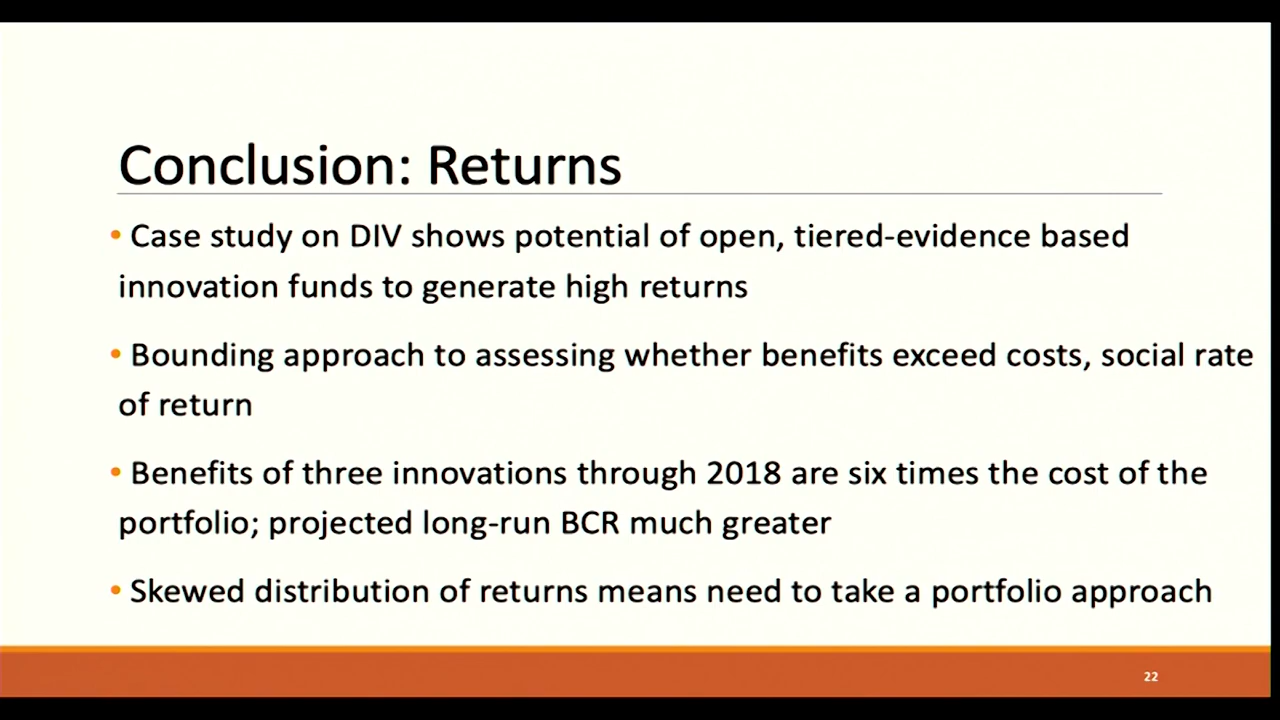 Conclusion: Returns
• Case study on DIV shows potential of open, tiered-evidence based
innovation funds to generate high returns
• Bounding approach to assessing whether benefits exceed costs, social rate
of return
• Benefits of three innovations through 2018 are six times the cost of the
portfolio; projected long-run BCR much greater
• Skewed distribution of returns means need to take a portfolio approach
22